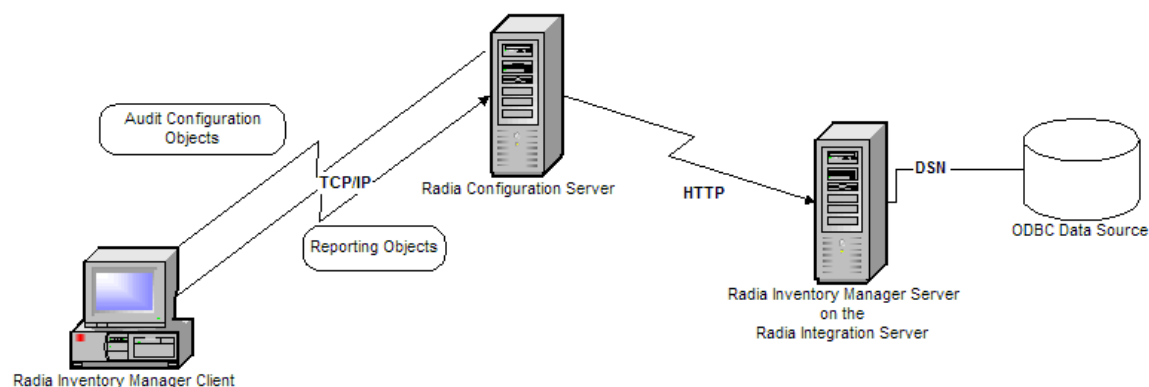 Audit Configuration
Objects
TCP/IP
Reporting Objects
Radia Configuration Server
HTTP
DSN
ODBC Data Source
Radia Inventory Manager Server
on the
Radia Integration Server
Radia Inventory Manager Client